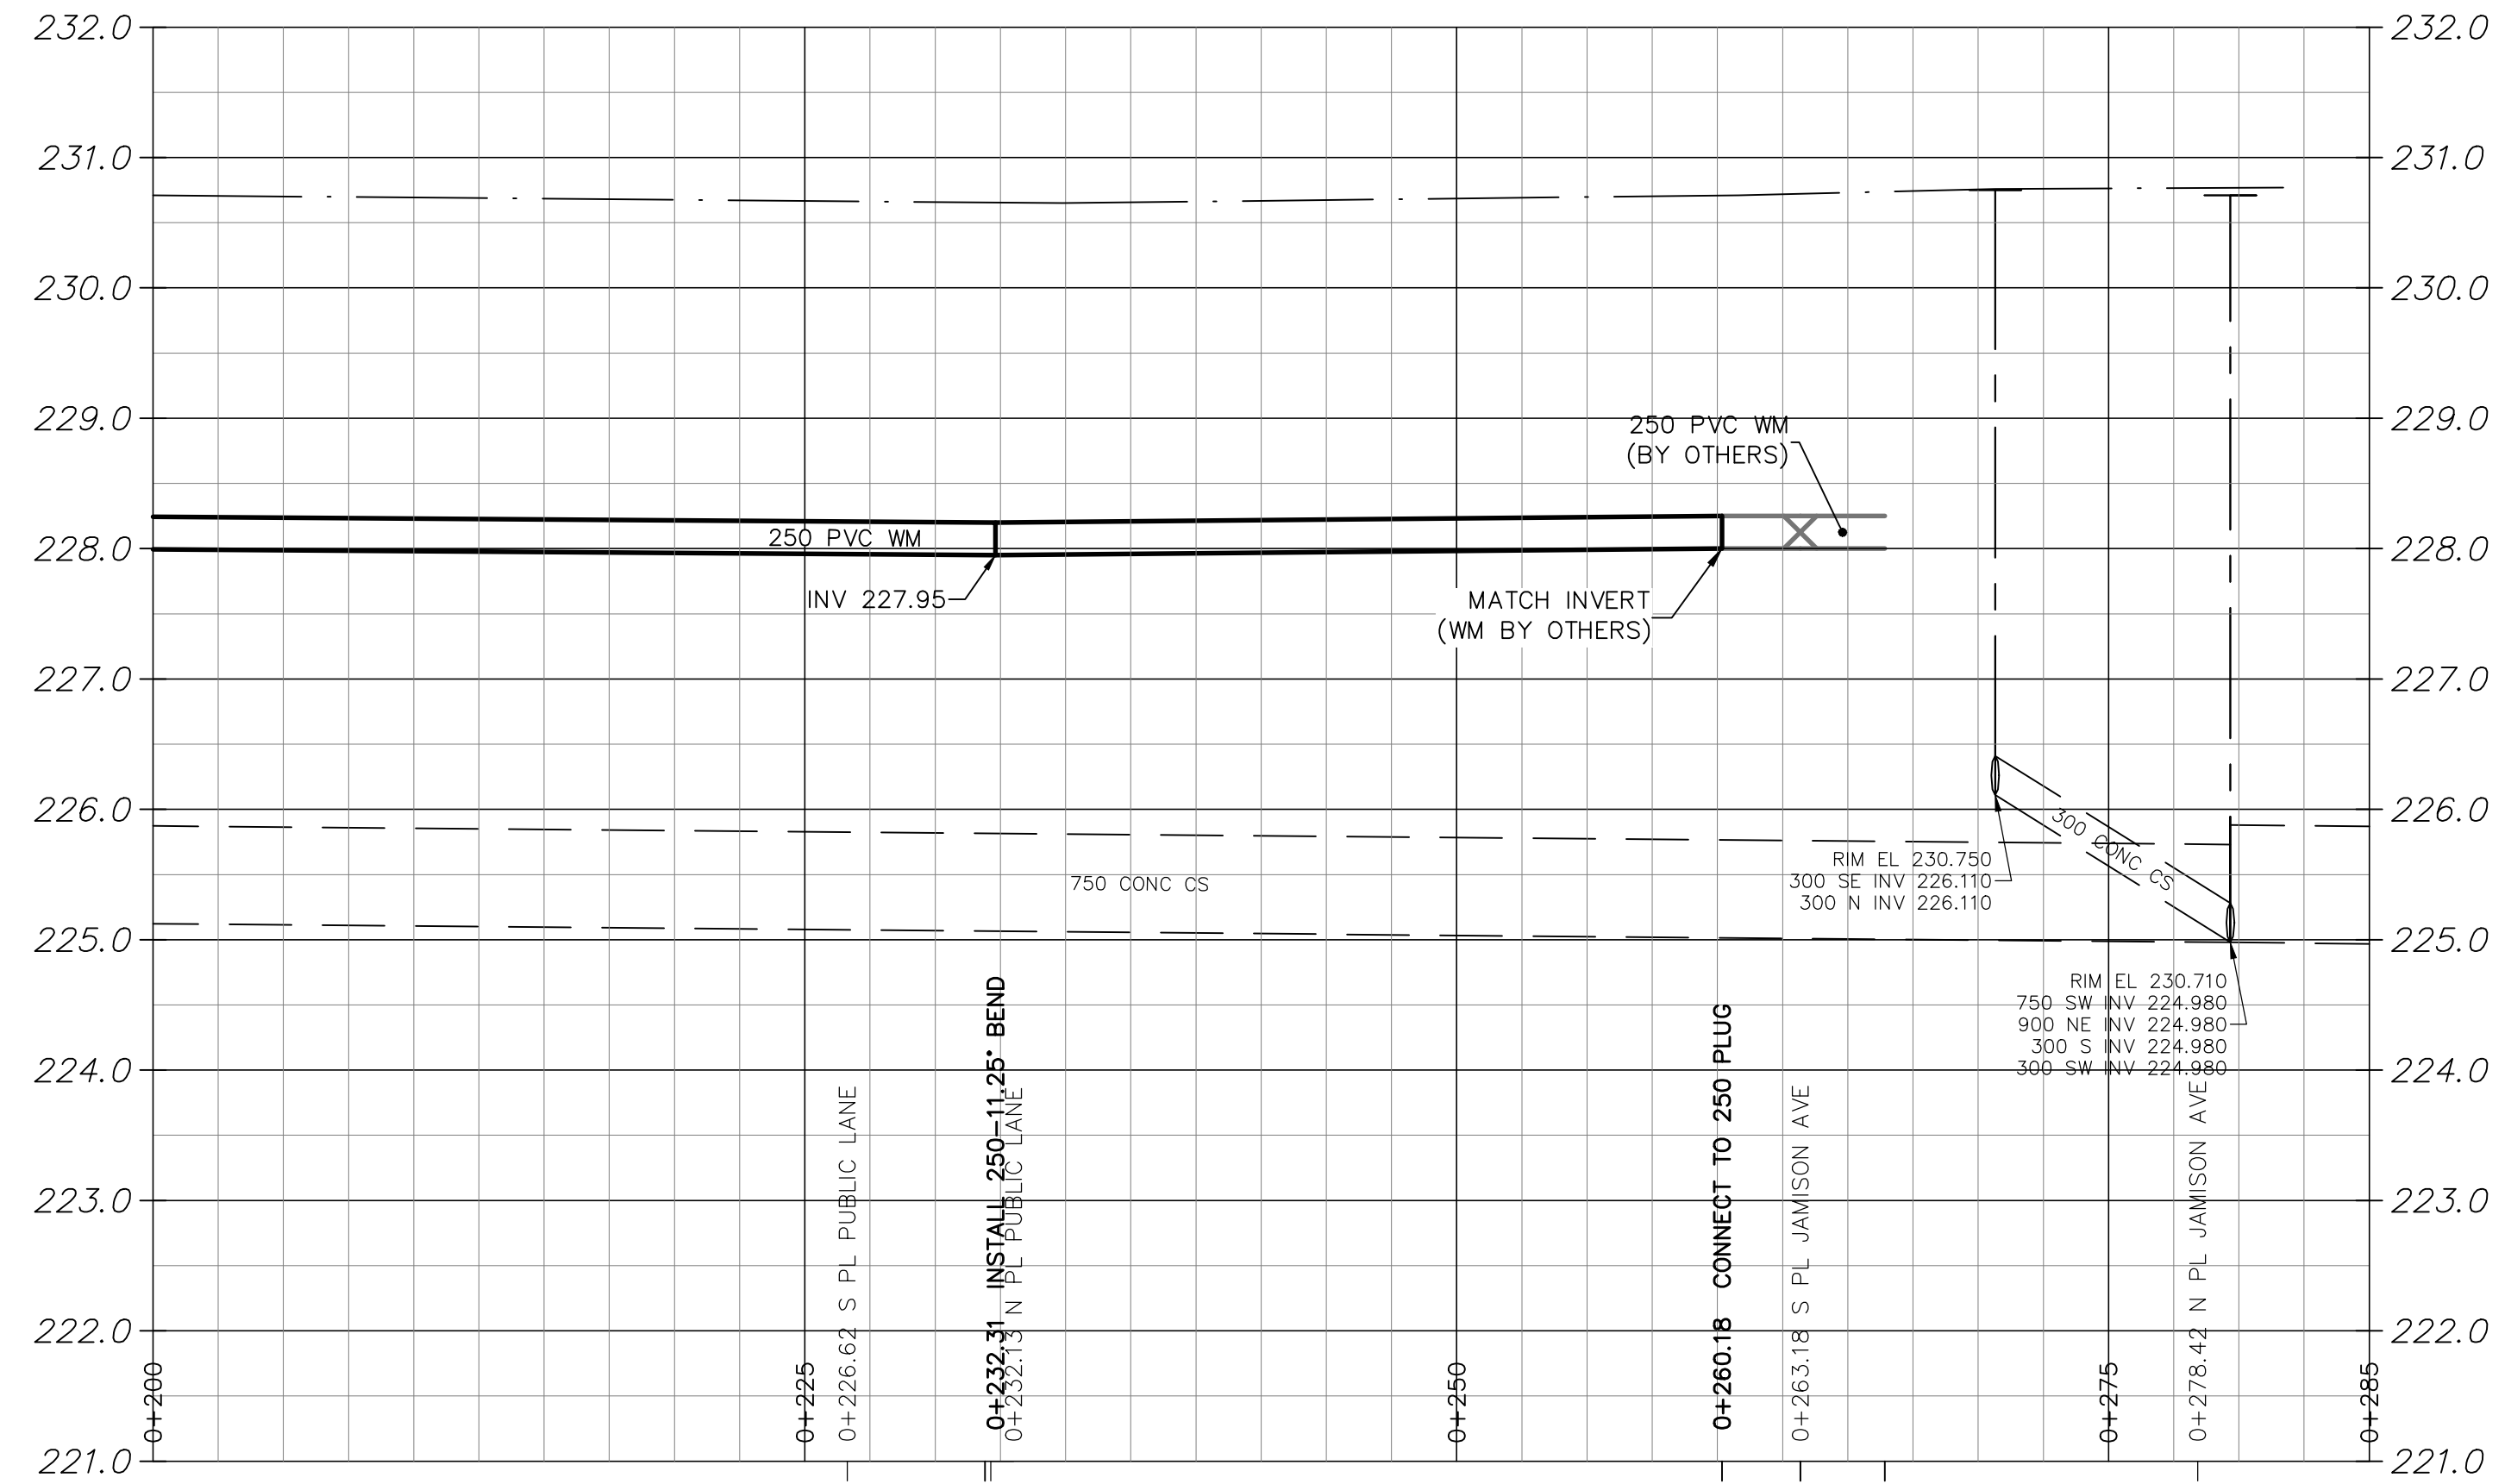 232.0
232.0
231.0
231.0
230.0
230.0
229.0
229.0
250 PVC WM
(BY OTHERS)
250 PVC WM
228.0
228.0
INV 227.95
MATCH INVERT
(WM BY OTHERS)
227.0
227.0
226.0
226.0
300 CONC CS
RIM EL 230.750
300 SE INV 226.110
300 N INV 226.110
750 CONC CS
225.0
225.0
RIM EL 230.710
750 SW INV 224.980
900 NE INV 224.980
300 S INV 224.980
300 SW INV 224.980
224.0
224.0
223.0
223.0
222.0
222.0
221.0
221.0
0+200
0+225
0+226.62 S PL PUBLIC LANE
0+232.31 INSTALL 250-11.25° BEND
0+232.13 N PL PUBLIC LANE
0+250
0+260.18 CONNECT TO 250 PLUG
0+263.18 S PL JAMISON AVE
0+275
0+278.42 N PL JAMISON AVE
0+285